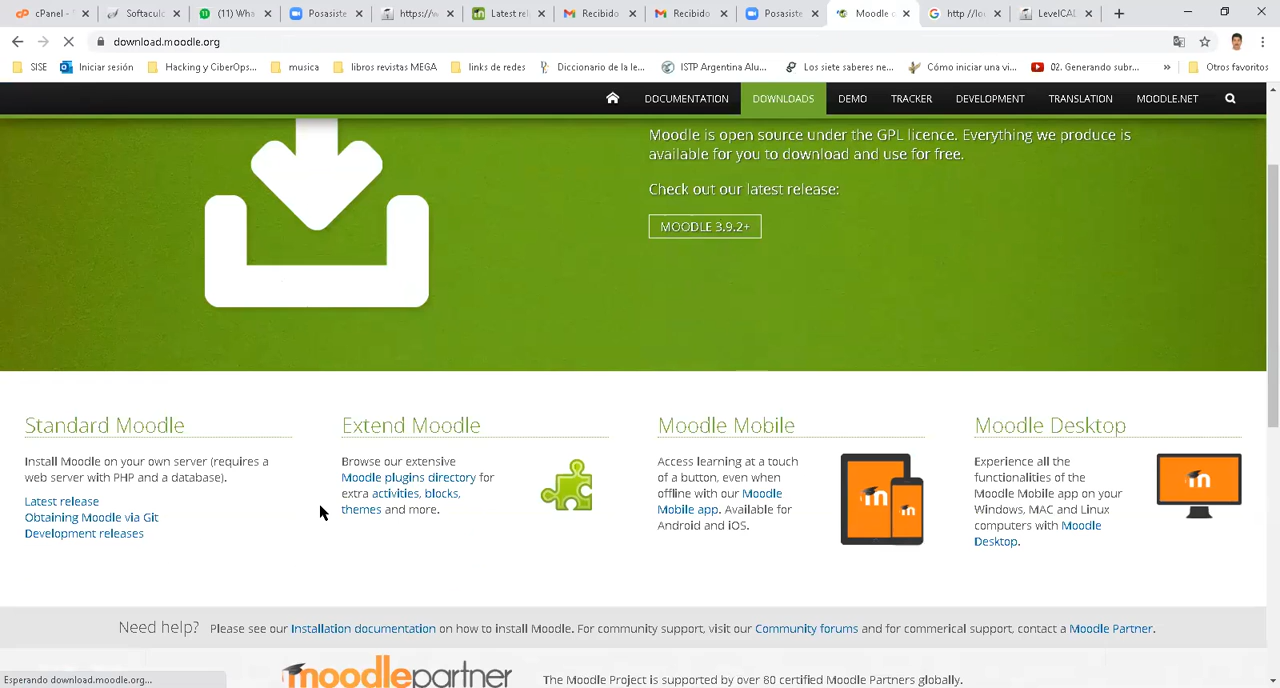 cPanel -
Softacul
(11) Wha
Posasiste
https://w
Latest rel
Recibido
Recibido
Posasiste
Moodle d
http://lo
LevelCAD
download.moodle.org
SISE
Iniciar sesión
Hacking y CiberOps...
musica
libros revistas MEGA
links de redes
Diccionario de la le...
ISTP Argentina Alu...
Los siete saberes ne...
Cómo iniciar una vi...
02. Generando subr...
»
Otros favoritos
DOCUMENTATION
DOWNLOADS
DEMO
TRACKER
DEVELOPMENT
TRANSLATION
MOODLE.NET
Moodle is open source under the GPL licence. Everything we produce is
available for you to download and use for free.
Check out our latest release:
MOODLE 3.9.2+
Standard Moodle
Install Moodle on your own server (requires a
web server with PHP and a database).
Latest release
Obtaining Moodle via Git
Development releases
Extend Moodle
Browse our extensive
Moodle plugins directory for
extra activities, blocks,
themes and more.
Moodle Mobile
Access learning at a touch
of a button, even when
offline with our Moodle
Mobile app. Available for
Android and iOS.
Moodle Desktop
Experience all the
functionalities of the
Moodle Mobile app on your
Windows, MAC and Linux
computers with Moodle
Desktop.
Need help? Please see our Installation documentation on how to install Moodle. For community support, visit our Community forums and for commerical support, contact a Moodle Partner.
Esperando download.moodle.org...
moodlepartner
The Moodle Project is supported by over 80 certified Moodle Partners globally.